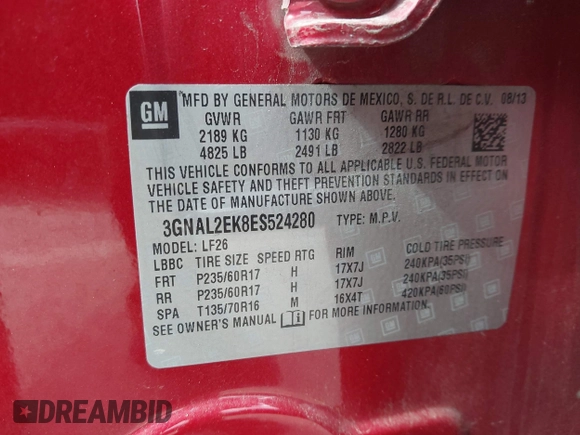 GM
MFD BY GENERAL MOTORS DE MEXICO, S. DE R.L. DE C.V. 08/13
GVWR GAWR FRT GAWR RR
2189 KG 1130 KG 1280 KG
4825 LB 2491 LB 2822 LB
THIS VEHICLE CONFORMS TO ALL APPLICABLE U.S. FEDERAL MOTOR
VEHICLE SAFETY AND THEFT PREVENTION STANDARDS IN EFFECT ON
THE DATE OF MANUFACTURE SHOWN ABOVE.
3GNAL2EK8ES524280 TYPE: M.P.V.
MODEL: LF26
LBBC TIRE SIZE SPEED RTG RIM COLD TIRE PRESSURE
FRT P235/60R17 H 17X7J 240KPA(35PSI)
RR P235/60R17 H 17X7J 240KPA(35PSI)
SPA T135/70R16 M 16X4T 420KPA(60PSI)
SEE OWNER'S MANUAL FOR MORE INFORMATION
DREAMBID